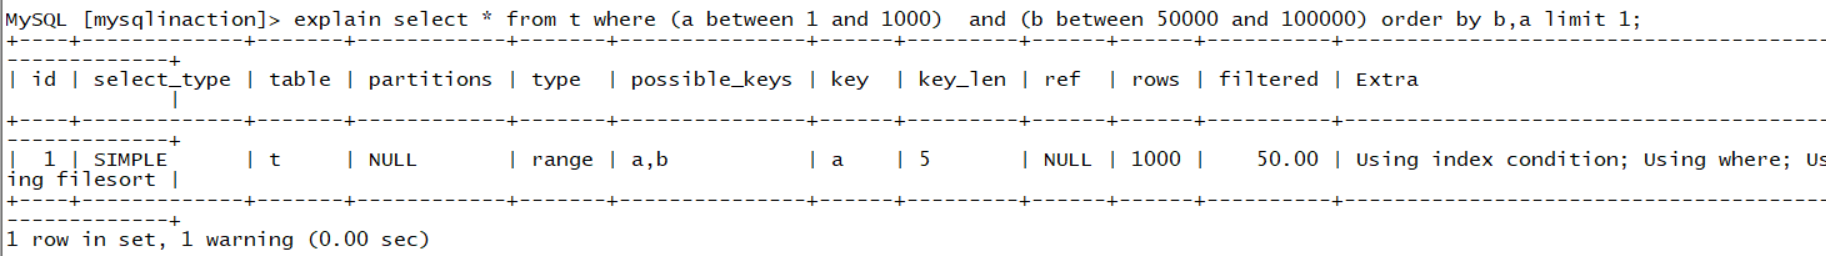 MySQL [mysqlinaction]> explain select * from t where (a between 1 and 1000)  and (b between 50000 and 100000) order by b,a limit 1;
+----+-------------+-------+------------+-------+---------------+------+---------+------+------+----------+---------------------------------------
-------------+
| id | select_type | table | partitions | type  | possible_keys | key  | key_len | ref  | rows | filtered | Extra
             |
+----+-------------+-------+------------+-------+---------------+------+---------+------+------+----------+---------------------------------------
-------------+
|  1 | SIMPLE      | t     | NULL       | range | a,b           | a    | 5       | NULL | 1000 |    50.00 | Using index condition; Using where; Us
ing filesort |
+----+-------------+-------+------------+-------+---------------+------+---------+------+------+----------+---------------------------------------
-------------+
1 row in set, 1 warning (0.00 sec)